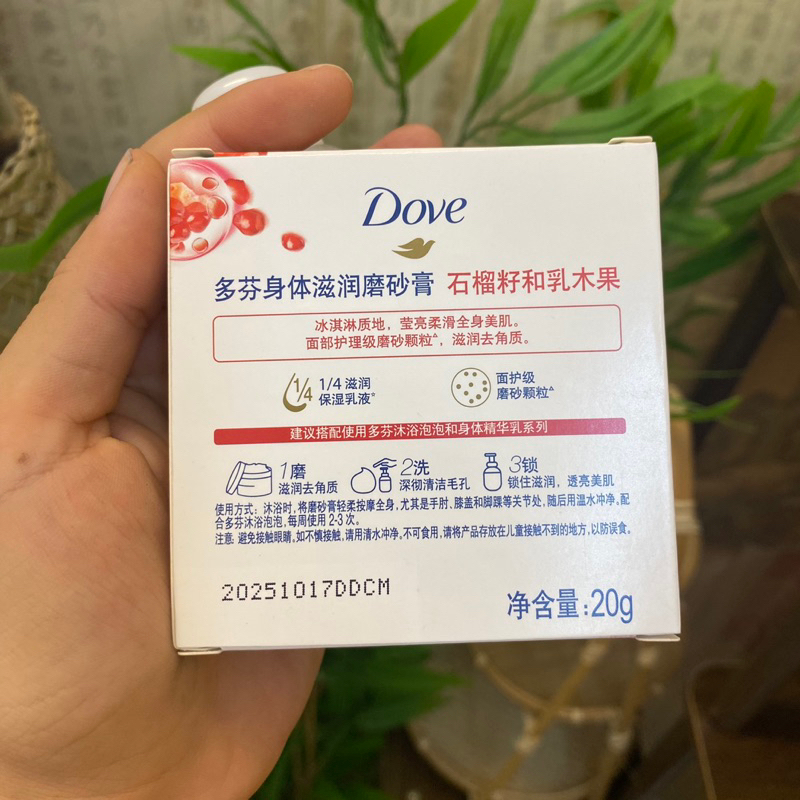 Dove
多芬身体滋润磨砂膏 石榴籽和乳木果
冰淇淋质地，莹亮柔滑全身美肌。
面部护理级磨砂颗粒△，滋润去角质。
1/4
1/4 滋润
保湿乳液°
面护级
磨砂颗粒△
建议搭配使用多芬沐浴泡泡和身体精华乳系列
1磨
滋润去角质
2洗
深彻清洁毛孔
3锁
锁住滋润，透亮美肌
使用方式：沐浴时，将磨砂膏轻柔按摩全身，尤其是手肘、膝盖和脚踝等关节处，随后用温水冲净。配
合多芬沐浴泡泡，每周使用 2-3 次。
注意：避免接触眼睛。如不慎接触，请用清水冲净。不可食用，请将产品存放在儿童接触不到的地方，以防误食。
20251017DDCM
净含量：20g